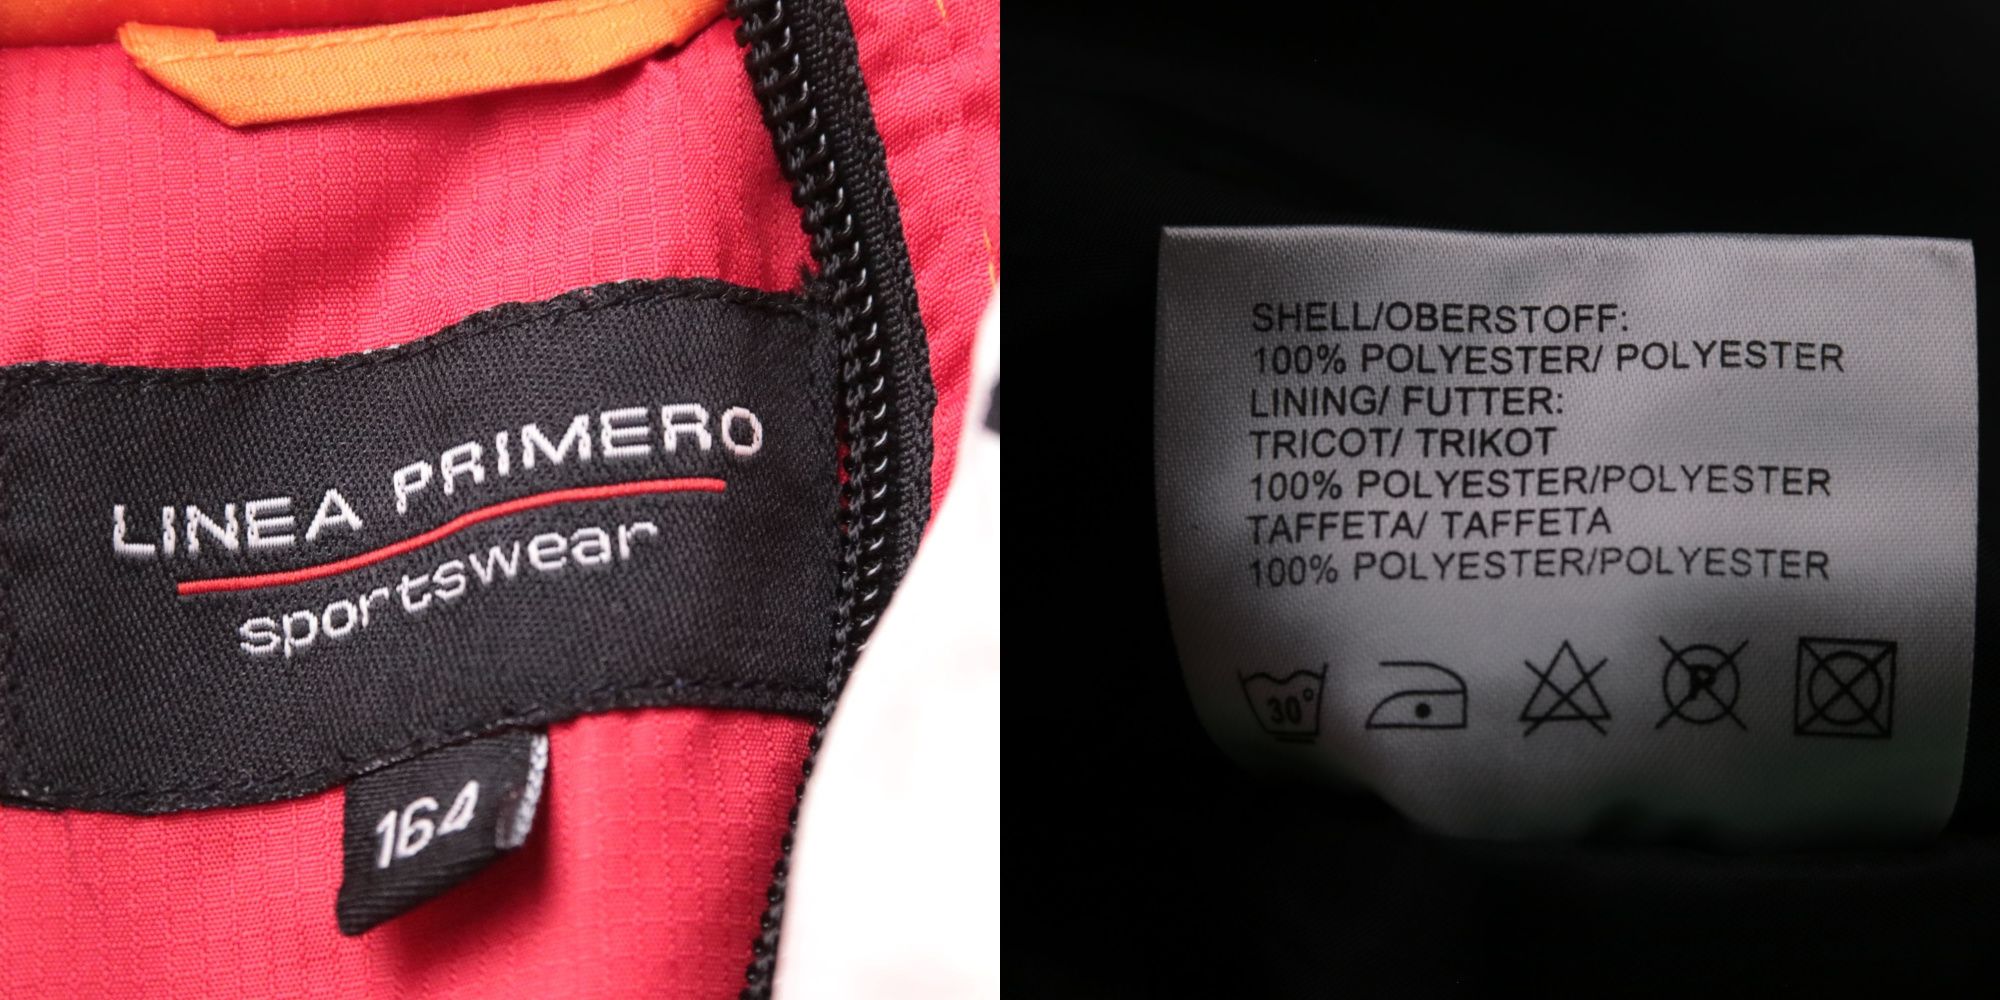 LINEA PRIMERO
sportswear
164
SHELL/OBERSTOFF:
100% POLYESTER/ POLYESTER
LINING/ FUTTER:
TRICOT/ TRIKOT
100% POLYESTER/POLYESTER
TAFFETA/ TAFFETA
100% POLYESTER/POLYESTER
30°
P